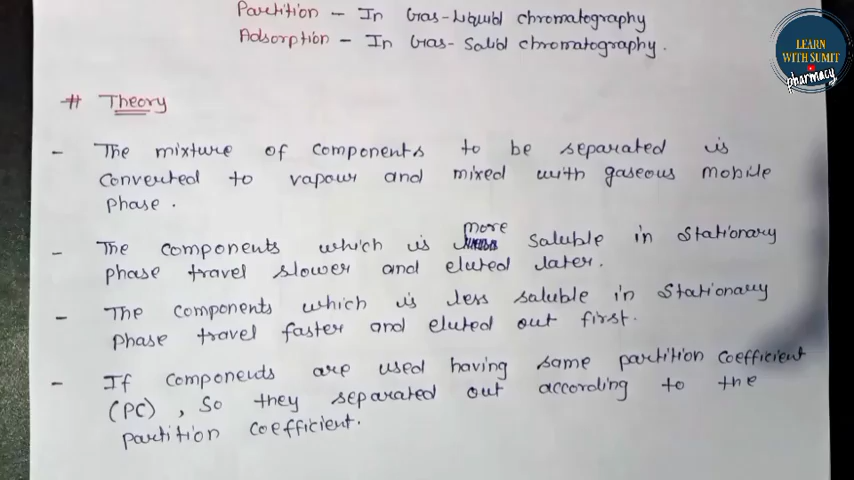 Partition - In Gas-Liquid chromatography
Adsorption - In Gas-Solid chromatography.
LEARN
WITH SUMIT
pharmacy
# Theory
- The mixture of components to be separated is
converted to vapour and mixed with gaseous mobile
phase.
more
- The components which is saluble in stationary
phase travel slower and eluted later.
- The components which is less saluble in stationary
phase travel faster and eluted out first.
- If components are used having same partition coefficient
(PC), so they separated out according to the
partition coefficient.